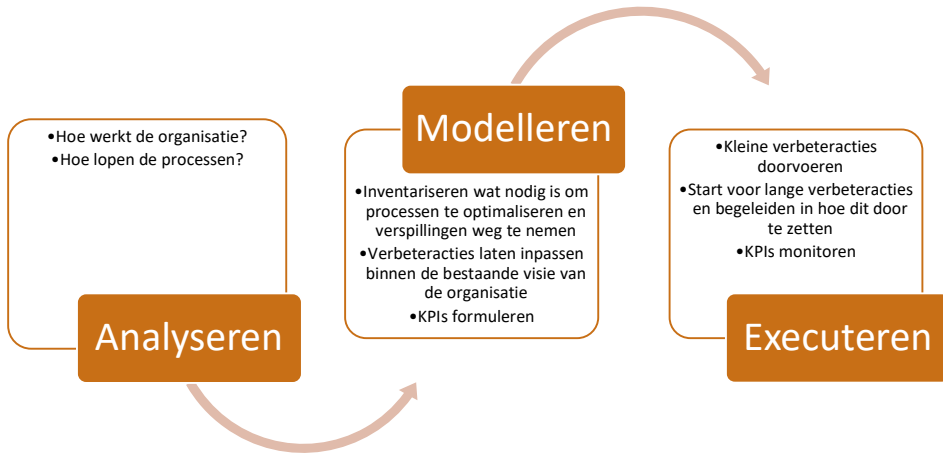 •Hoe werkt de organisatie?
•Hoe lopen de processen?
Analyseren
Modelleren
•Inventariseren wat nodig is om
processen te optimaliseren en
verspillingen weg te nemen
•Verbeteracties laten inpassen
binnen de bestaande visie van
de organisatie
•KPIs formuleren
•Kleine verbeteracties
doorvoeren
•Start voor lange verbeteracties
en begeleiden in hoe dit door
te zetten
•KPIs monitoren
Executeren